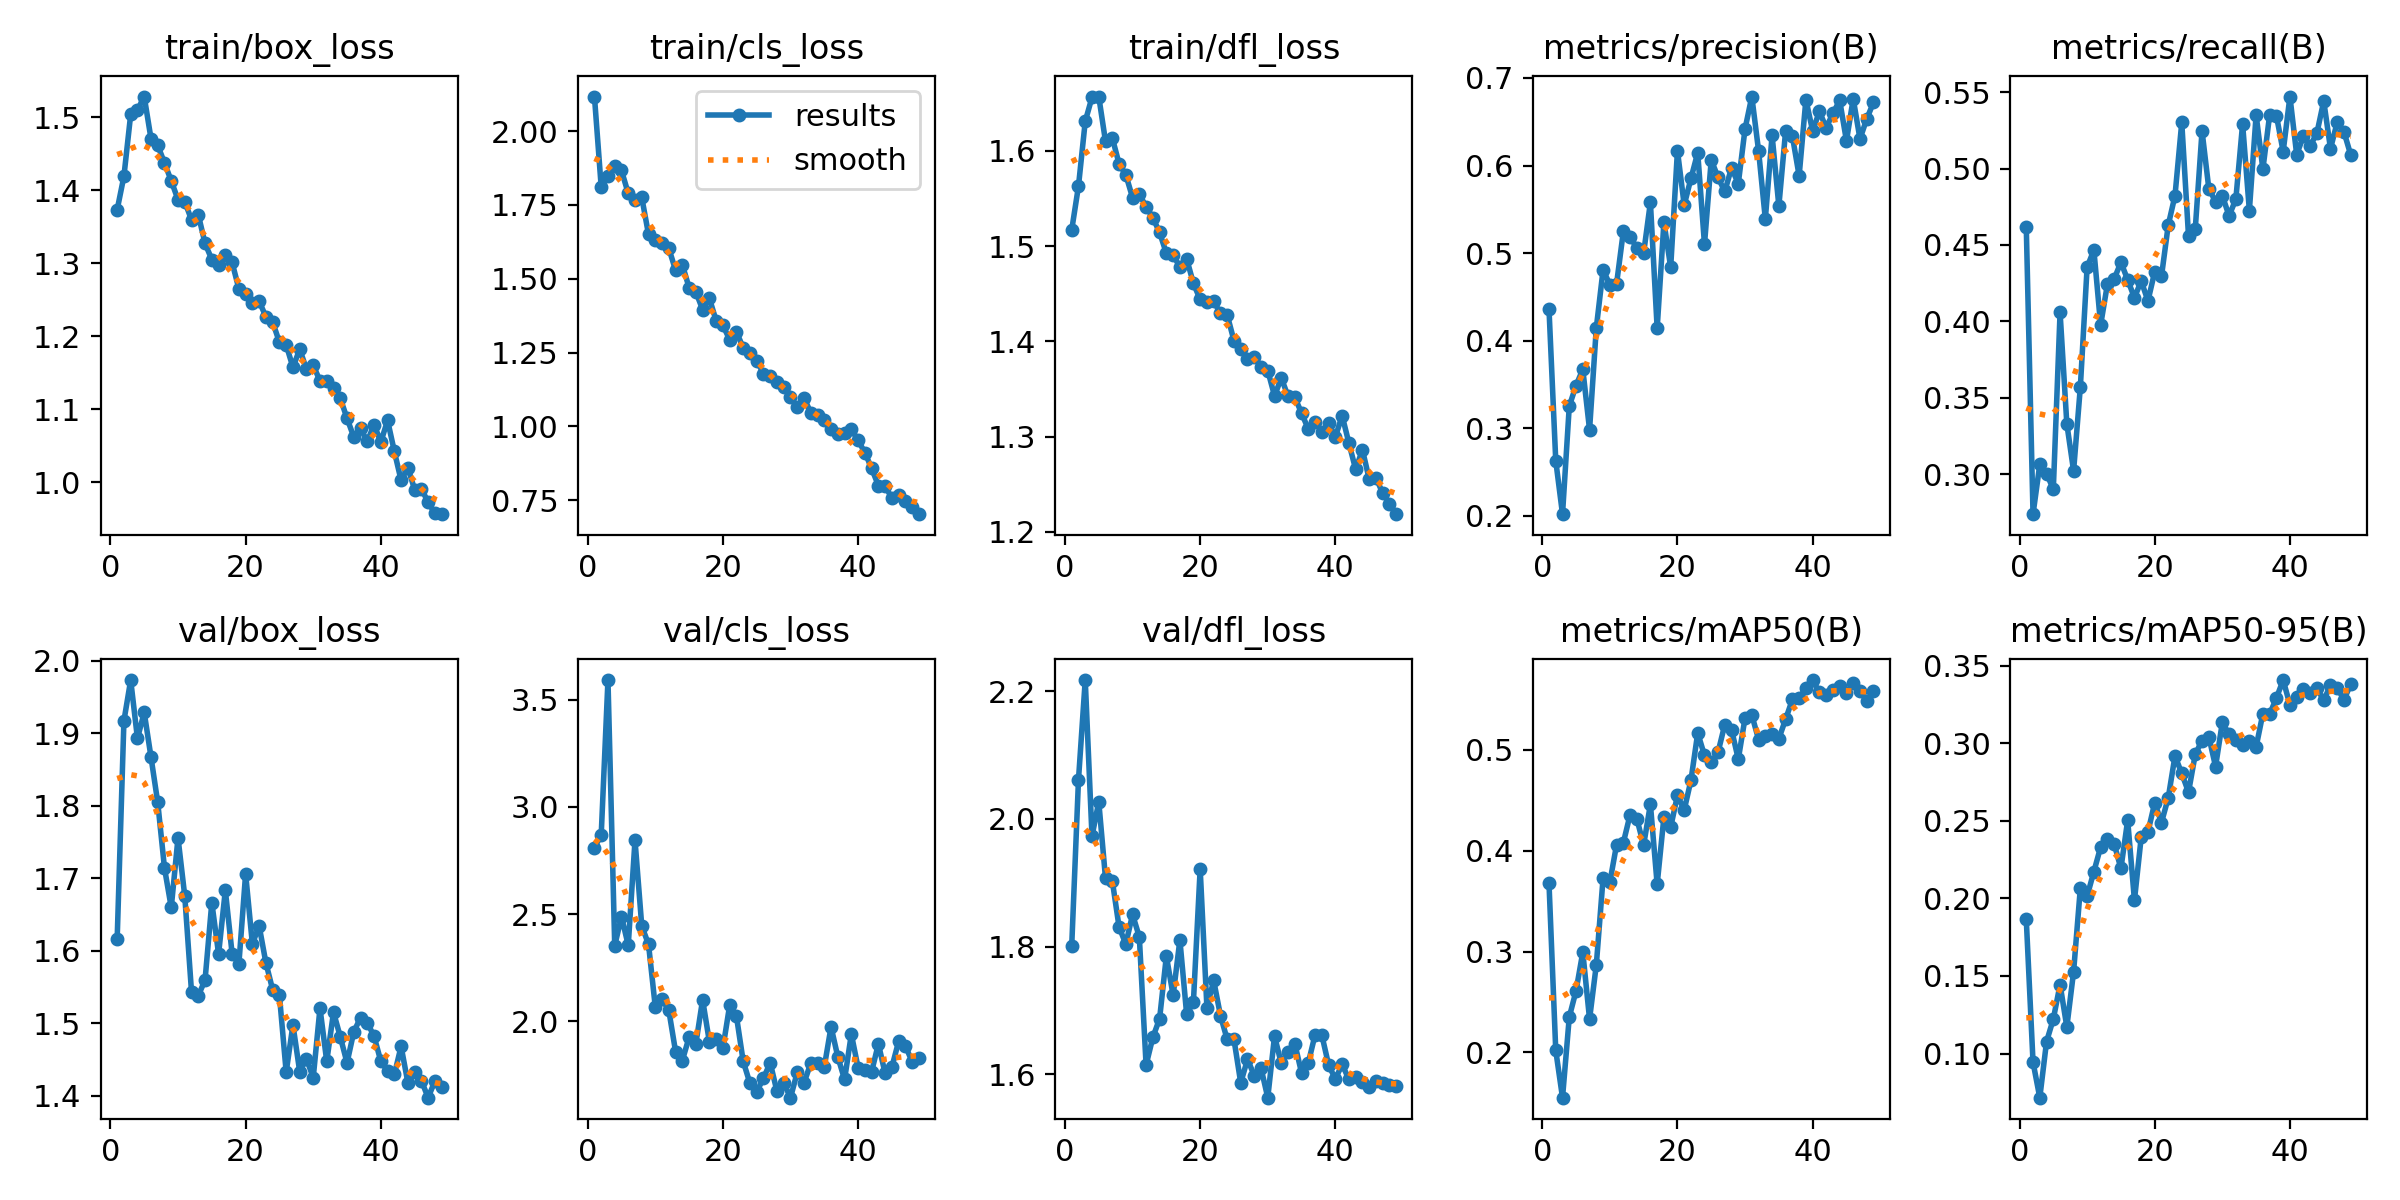 train/box_loss
1.5
1.4
1.3
1.2
1.1
1.0
0 20 40
train/cls_loss
results
smooth
2.00
1.75
1.50
1.25
1.00
0.75
0 20 40
train/dfl_loss
1.6
1.5
1.4
1.3
1.2
0 20 40
metrics/precision(B)
0.7
0.6
0.5
0.4
0.3
0.2
0 20 40
metrics/recall(B)
0.55
0.50
0.45
0.40
0.35
0.30
0 20 40
val/box_loss
2.0
1.9
1.8
1.7
1.6
1.5
1.4
0 20 40
val/cls_loss
3.5
3.0
2.5
2.0
0 20 40
val/dfl_loss
2.2
2.0
1.8
1.6
0 20 40
metrics/mAP50(B)
0.5
0.4
0.3
0.2
0 20 40
metrics/mAP50-95(B)
0.35
0.30
0.25
0.20
0.15
0.10
0 20 40